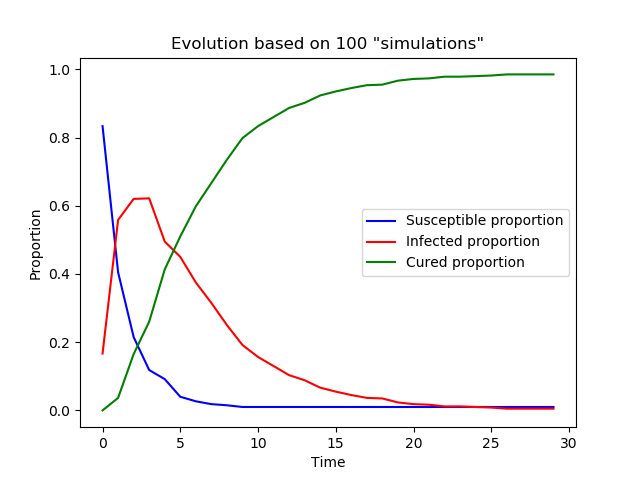 Evolution based on 100 "simulations"
1.0
0.8
0.6
0.4
0.2
0.0
Proportion
Susceptible proportion
Infected proportion
Cured proportion
0 5 10 15 20 25 30
Time